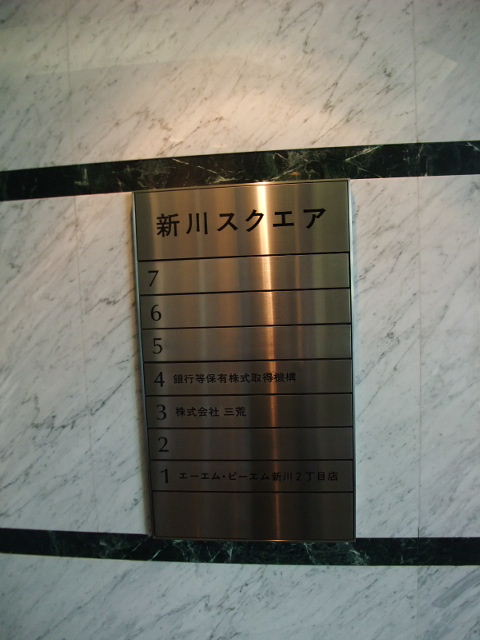 新川スクエア
7
6
5
4 銀行等保有株式取得機構
3 株式会社 三荒
2
1 エーエム・ピーエム新川2丁目店